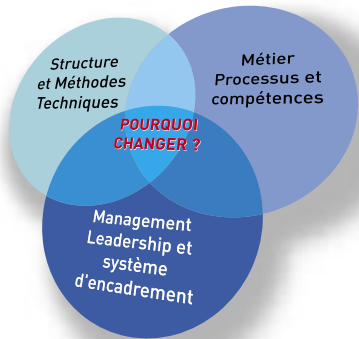 Structure
et Méthodes
Techniques
Métier
Processus et
compétences
POURQUOI
CHANGER ?
Management
Leadership et
système
d'encadrement